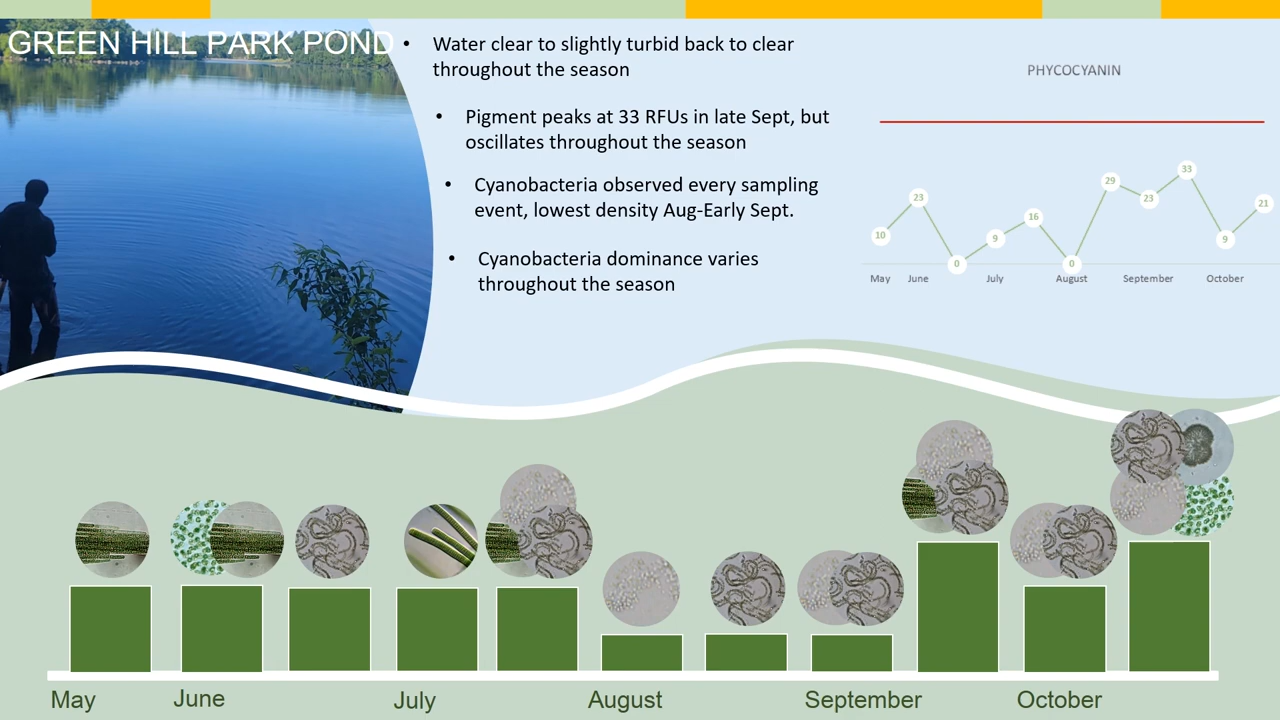 GREEN HILL PARK POND
• Water clear to slightly turbid back to clear
throughout the season
• Pigment peaks at 33 RFUs in late Sept, but
oscillates throughout the season
• Cyanobacteria observed every sampling
event, lowest density Aug-Early Sept.
• Cyanobacteria dominance varies
throughout the season
PHYCOCYANIN
10 23 0 9 16 0 29 23 33 9 21
May June July August September October
May June July August September October